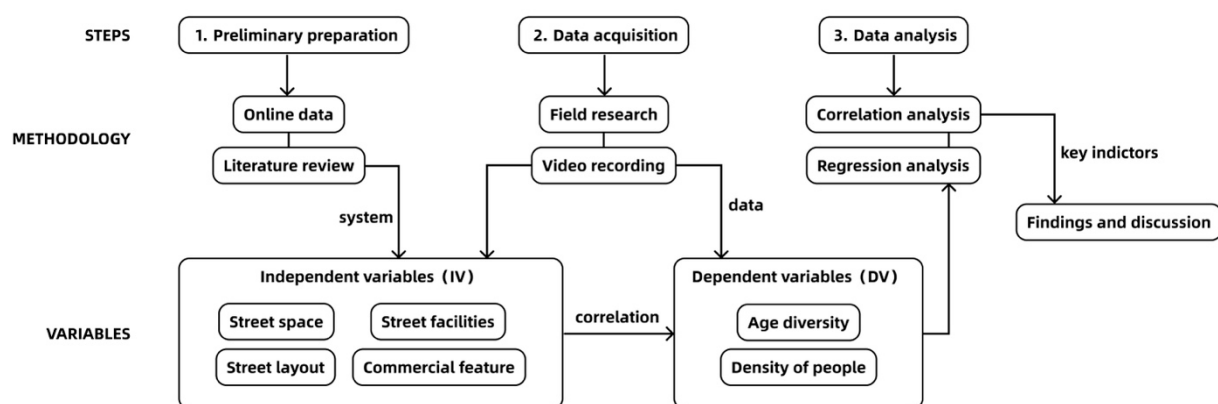 STEPS
1. Preliminary preparation
2. Data acquisition
3. Data analysis
METHODOLOGY
Online data
Field research
Correlation analysis
Literature review
Video recording
Regression analysis
key indictors
system
data
Findings and discussion
VARIABLES
Independent variables（IV）
Street space
Street facilities
Street layout
Commercial feature
correlation
Dependent variables（DV）
Age diversity
Density of people